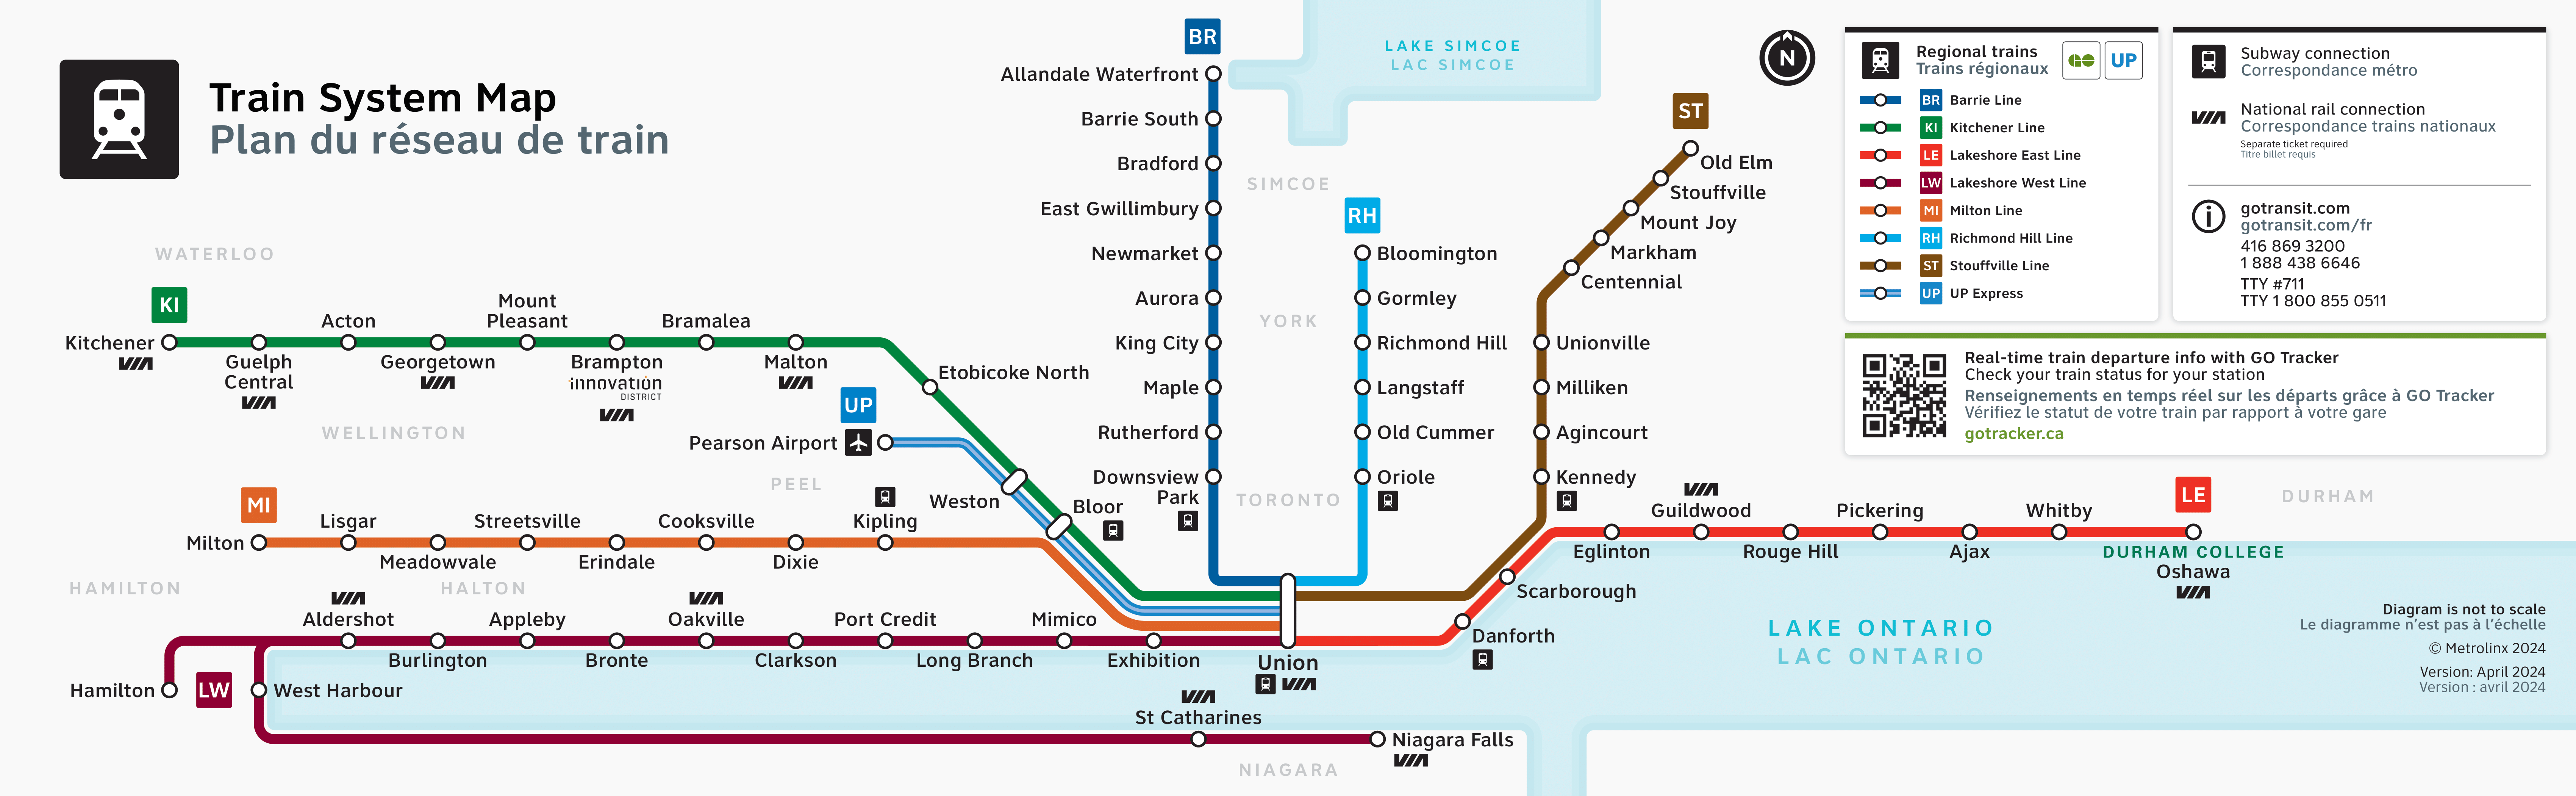 Train System Map
Plan du réseau de train
BR
Allandale Waterfront
Barrie South
Bradford
East Gwillimbury
Newmarket
Aurora
King City
Maple
Rutherford
Downsview
Park
LAKE SIMCOE
LAC SIMCOE
SIMCOE
YORK
TORONTO
RH
Bloomington
Gormley
Richmond Hill
Langstaff
Old Cummer
Oriole
ST
Old Elm
Stouffville
Mount Joy
Markham
Centennial
Unionville
Milliken
Agincourt
Kennedy
N
Regional trains
Trains régionaux
GO
UP
BR Barrie Line
KI Kitchener Line
LE Lakeshore East Line
LW Lakeshore West Line
MI Milton Line
RH Richmond Hill Line
ST Stouffville Line
UP UP Express
Subway connection
Correspondance métro
VIA
National rail connection
Correspondance trains nationaux
Separate ticket required
Titre billet requis
gotransit.com
gotransit.com/fr
416 869 3200
1 888 438 6646
TTY #711
TTY 1 800 855 0511
Real-time train departure info with GO Tracker
Check your train status for your station
Renseignements en temps réel sur les départs grâce à GO Tracker
Vérifiez le statut de votre train par rapport à votre gare
gotracker.ca
WATERLOO
KI
Kitchener
VIA
Guelph
Central
VIA
Acton
Georgetown
VIA
Mount
Pleasant
Brampton
innovation
DISTRICT
VIA
Bramalea
Malton
VIA
Etobicoke North
WELLINGTON
UP
Pearson Airport
PEEL
Weston
Bloor
MI
Milton
Lisgar
Meadowvale
Streetsville
Erindale
Cooksville
Dixie
Kipling
HAMILTON
HALTON
VIA
Aldershot
Burlington
Appleby
Bronte
VIA
Oakville
Clarkson
Port Credit
Long Branch
Mimico
Exhibition
Union
VIA
Hamilton
LW
West Harbour
VIA
St Catharines
Niagara Falls
VIA
NIAGARA
Danforth
Scarborough
Eglinton
VIA
Guildwood
Rouge Hill
Pickering
Ajax
Whitby
LE
DURHAM COLLEGE
Oshawa
VIA
DURHAM
LAKE ONTARIO
LAC ONTARIO
Diagram is not to scale
Le diagramme n'est pas à l'échelle
© Metrolinx 2024
Version: April 2024
Version : avril 2024